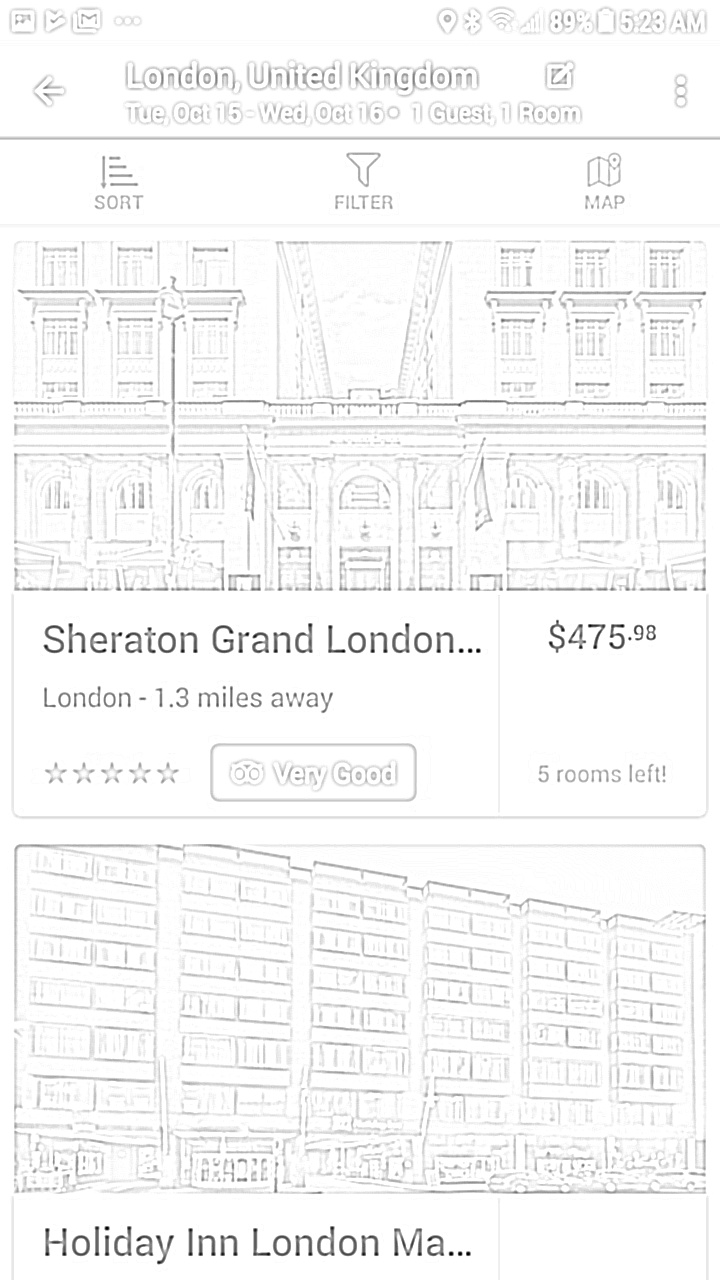 89% 5:23 AM
London, United Kingdom
Tue, Oct 15 - Wed, Oct 16 • 1 Guest, 1 Room
SORT
FILTER
MAP
Sheraton Grand London...
$475.98
London - 1.3 miles away
Very Good
5 rooms left!
Holiday Inn London Ma...